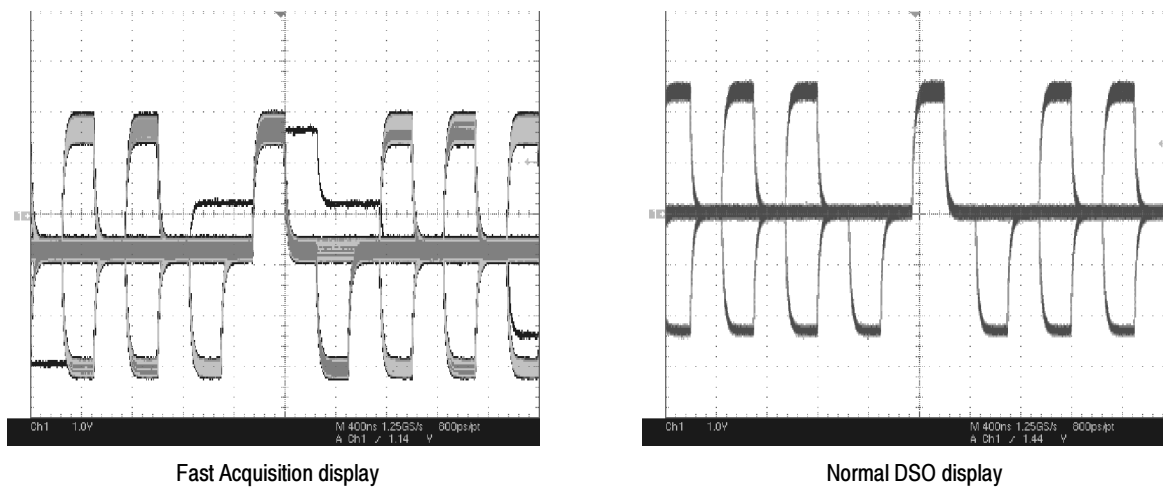 Ch1 1.0V M 400ns 1.25GS/s 800ps/pt
A Ch1 / 1.14 V
Ch1 1.0V M 400ns 1.25GS/s 800ps/pt
A Ch1 / 1.44 V
Fast Acquisition display
Normal DSO display